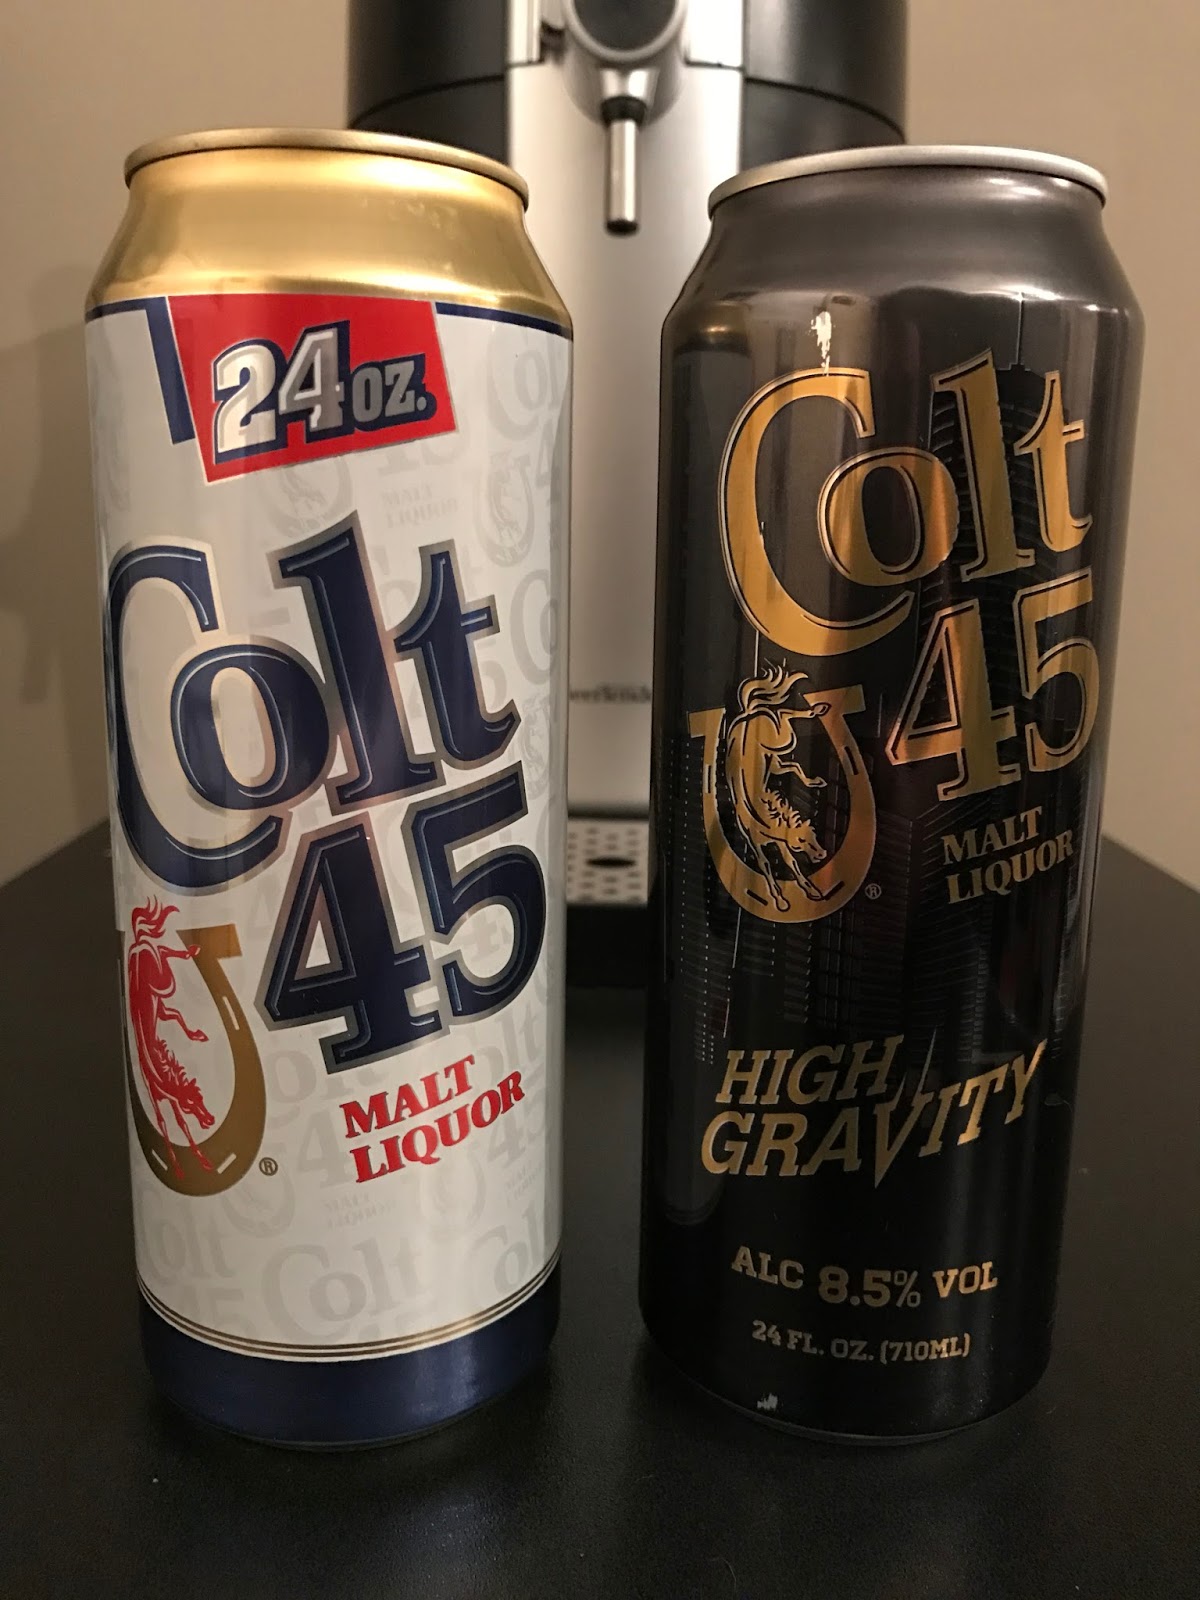 24 OZ.
Colt
45
®
MALT
LIQUOR
Colt
45
®
MALT
LIQUOR
HIGH
GRAVITY
ALC 8.5% VOL
24 FL. OZ. (710ML)